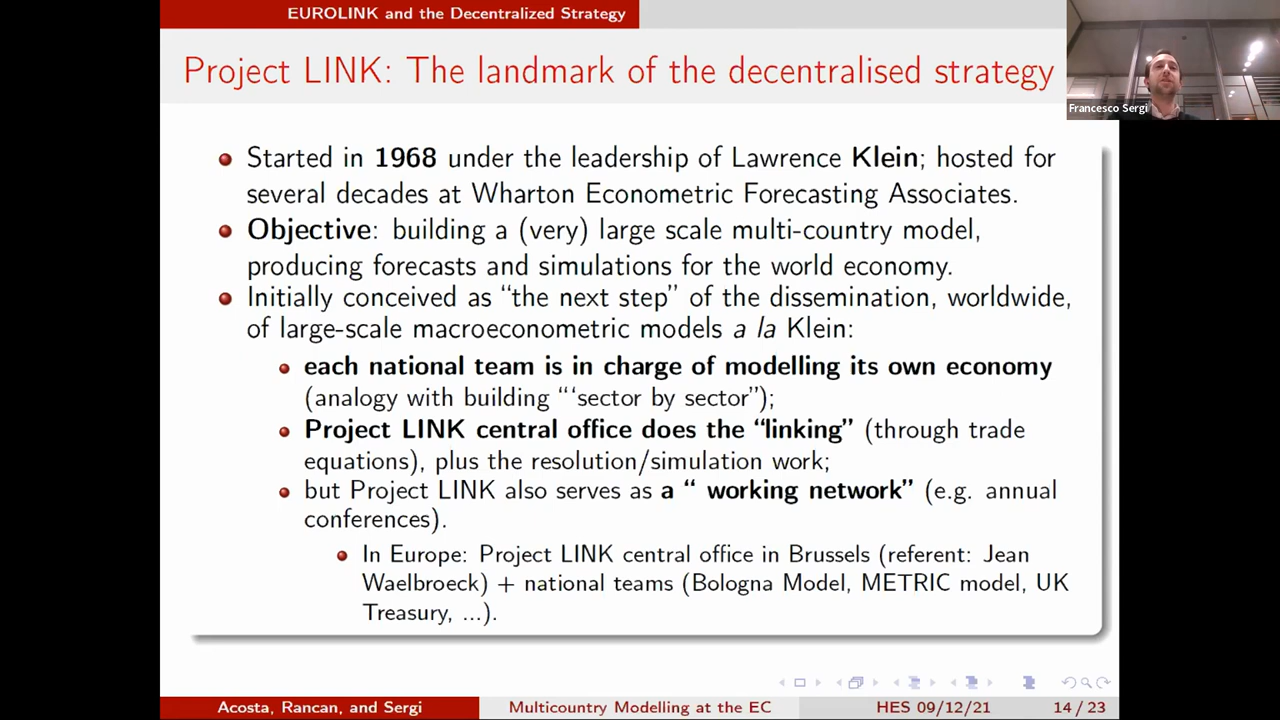 EUROLINK and the Decentralized Strategy
Project LINK: The landmark of the decentralised strategy
Francesco Sergi
Started in 1968 under the leadership of Lawrence Klein; hosted for
several decades at Wharton Econometric Forecasting Associates.
Objective: building a (very) large scale multi-country model,
producing forecasts and simulations for the world economy.
Initially conceived as “the next step” of the dissemination, worldwide,
of large-scale macroeconometric models a la Klein:
each national team is in charge of modelling its own economy
(analogy with building “‘sector by sector”);
Project LINK central office does the “linking” (through trade
equations), plus the resolution/simulation work;
but Project LINK also serves as a “ working network” (e.g. annual
conferences).
In Europe: Project LINK central office in Brussels (referent: Jean
Waelbroeck) + national teams (Bologna Model, METRIC model, UK
Treasury, ...).
Acosta, Rancan, and Sergi
Multicountry Modelling at the EC
HES 09/12/21
14 / 23